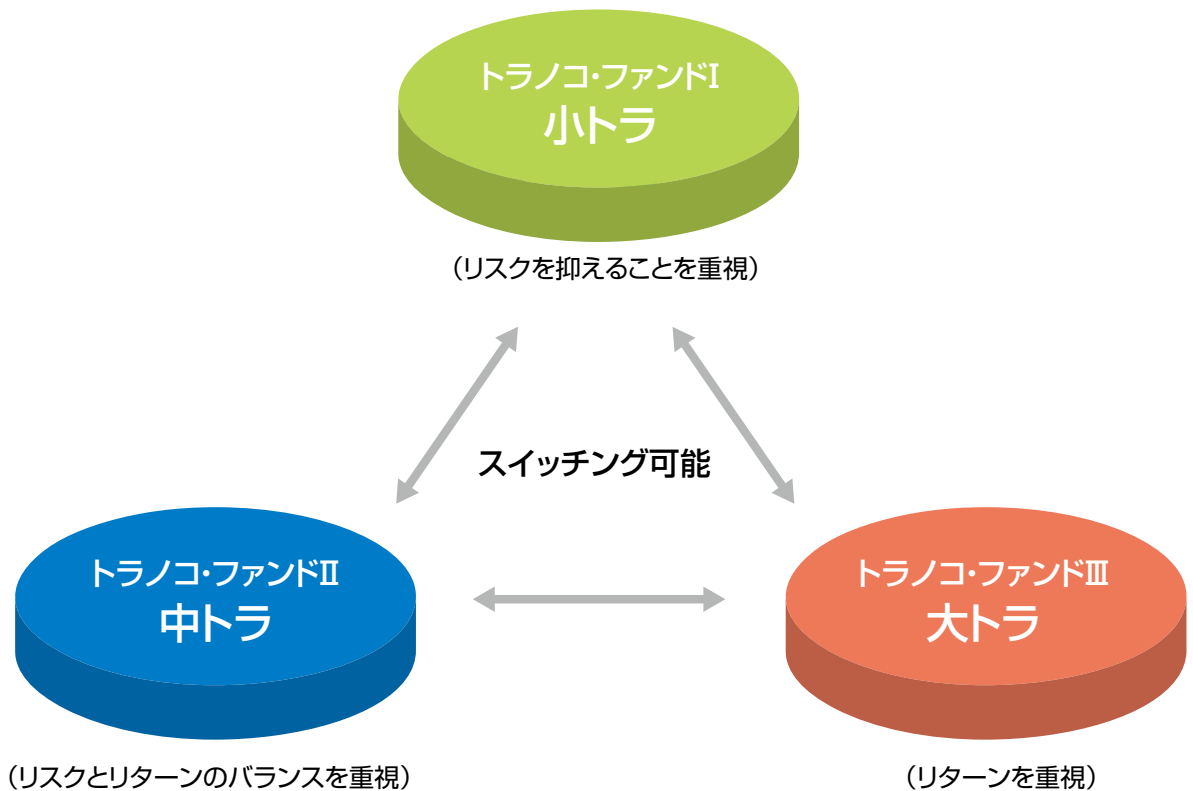 トラノコ・ファンドⅠ
小トラ
（リスクを抑えることを重視）
スイッチング可能
トラノコ・ファンドⅡ
中トラ
（リスクとリターンのバランスを重視）
トラノコ・ファンドⅢ
大トラ
（リターンを重視）